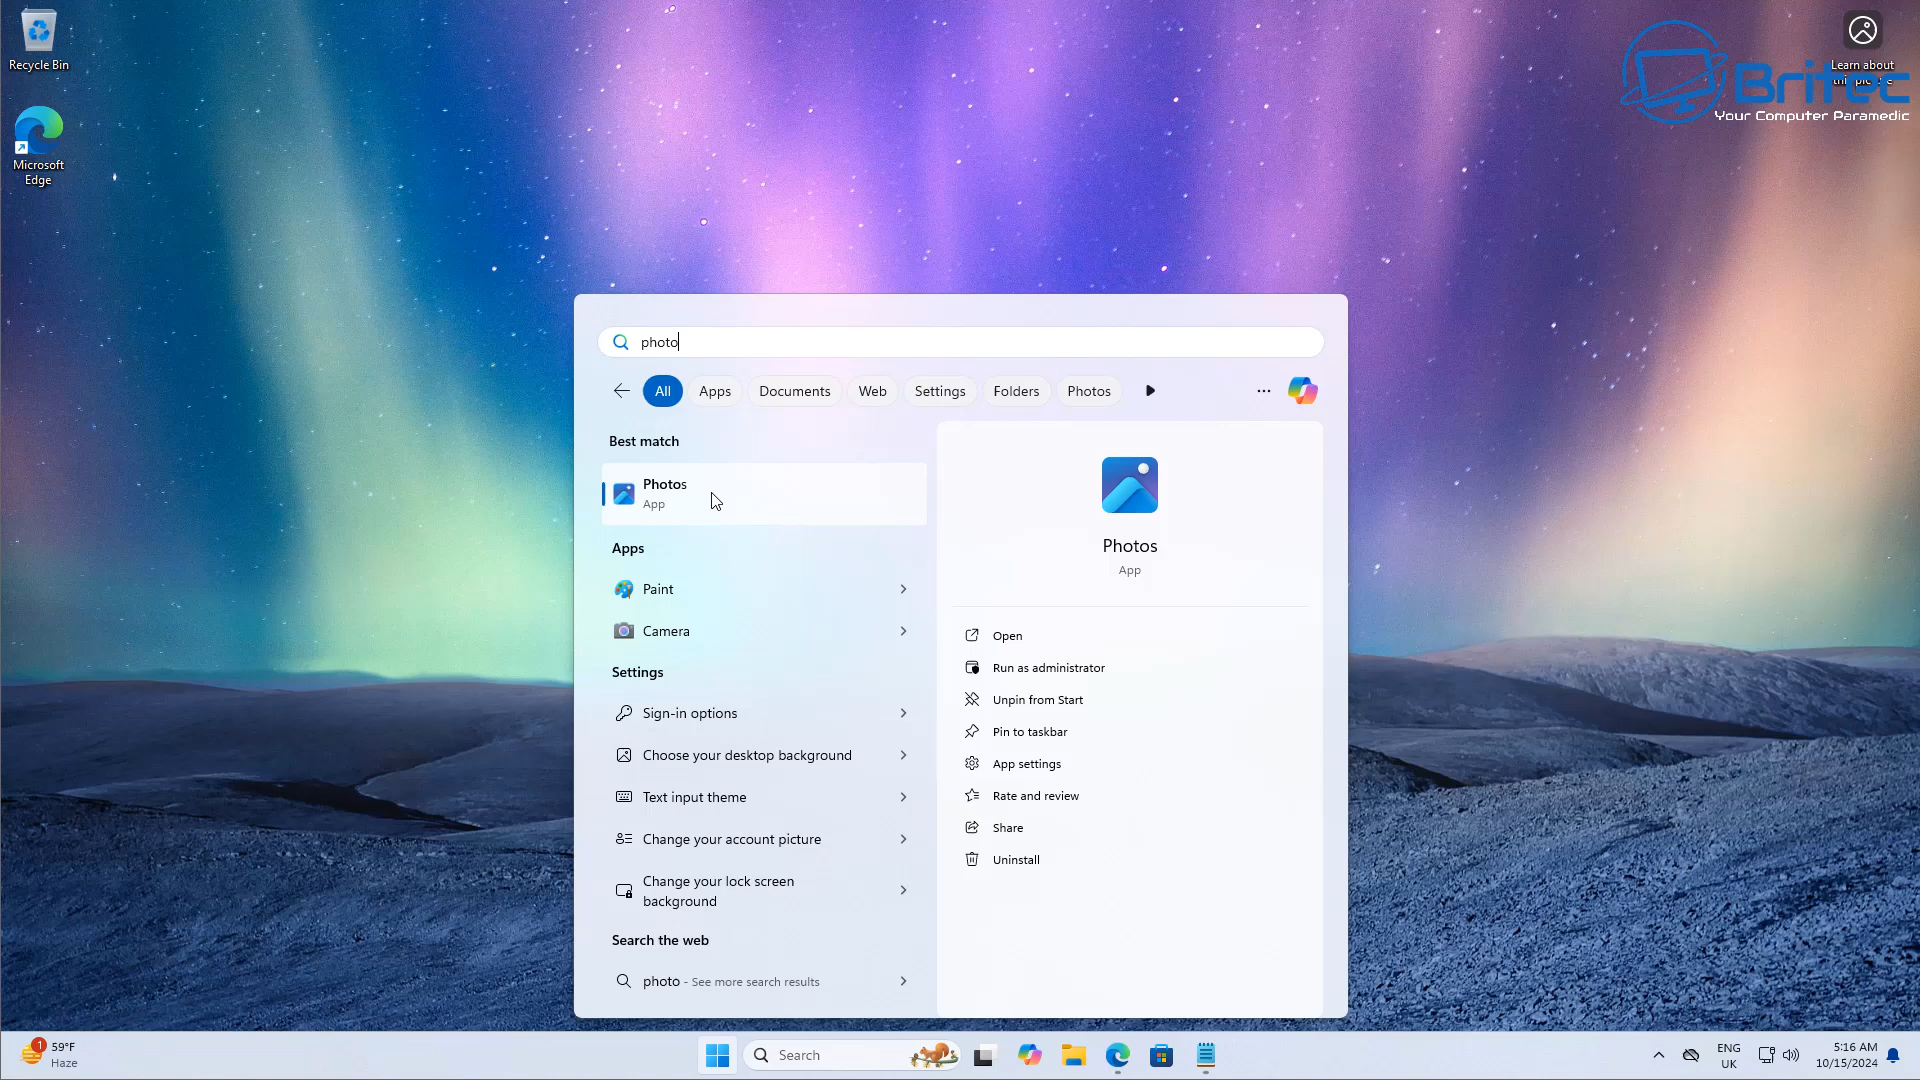 Recycle Bin
Microsoft
Edge
Learn about
Britec
Your Computer Paramedic
photo
All
Apps
Documents
Web
Settings
Folders
Photos
Best match
Photos
App
Apps
Paint
Camera
Settings
Sign-in options
Choose your desktop background
Text input theme
Change your account picture
Change your lock screen
background
Search the web
photo - See more search results
Photos
App
Open
Run as administrator
Unpin from Start
Pin to taskbar
App settings
Rate and review
Share
Uninstall
1
59°F
Haze
Search
ENG
UK
5:16 AM
10/15/2024